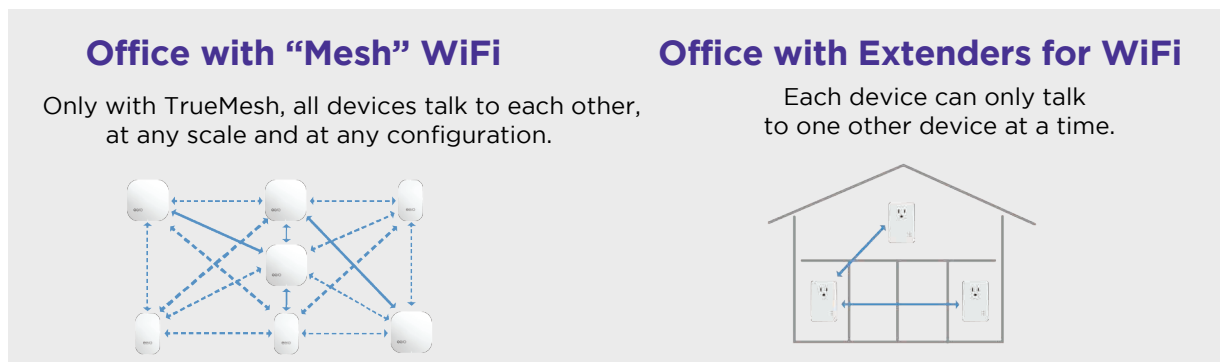 Office with “Mesh” WiFi
Only with TrueMesh, all devices talk to each other,
at any scale and at any configuration.
Office with Extenders for WiFi
Each device can only talk
to one other device at a time.